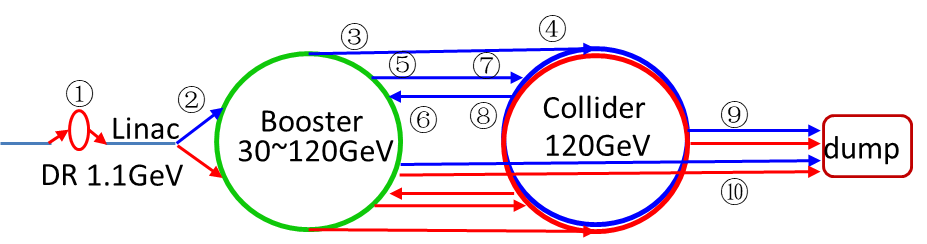 ①
DR 1.1GeV
Linac
②
Booster
30~120GeV
③
④
⑤
⑥
⑦
⑧
Collider
120GeV
⑨
⑩
dump